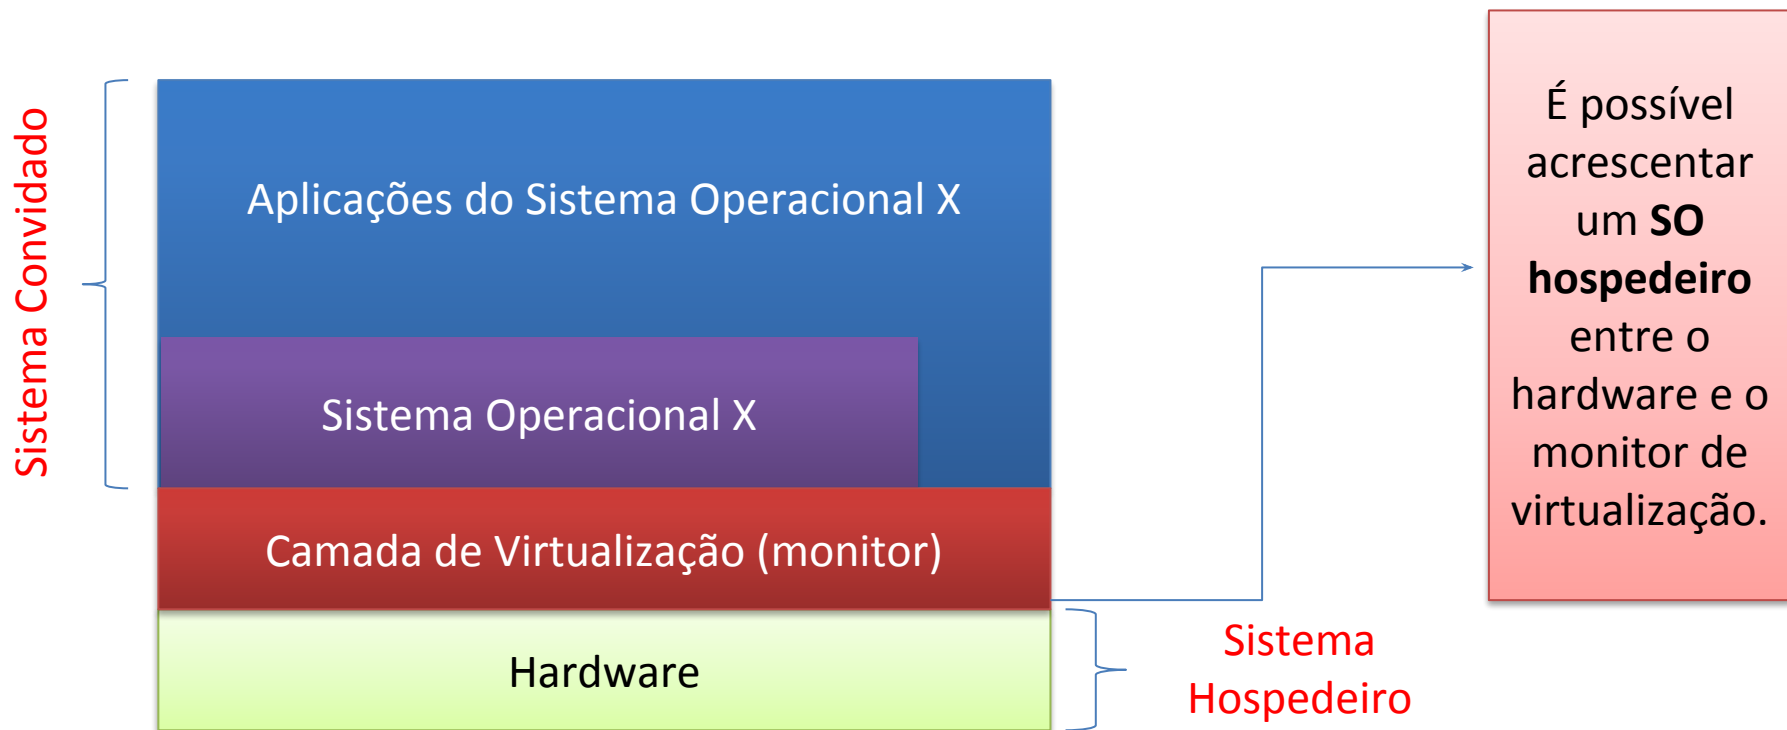 Sistema Convidado
Aplicações do Sistema Operacional X
Sistema Operacional X
Camada de Virtualização (monitor)
Hardware
Sistema
Hospedeiro
É possível
acrescentar
um SO
hospedeiro
entre o
hardware e o
monitor de
virtualização.